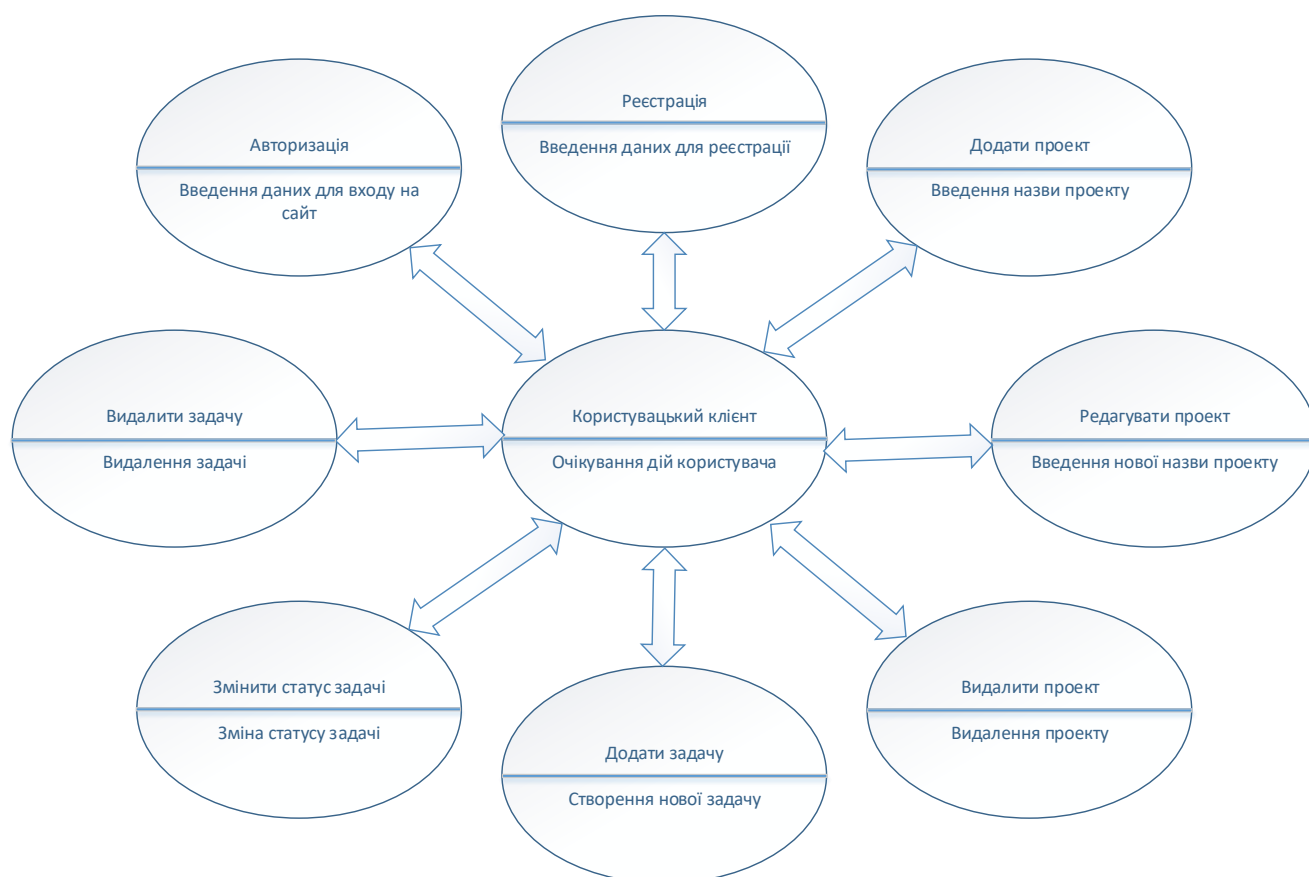 Реєстрація
Введення даних для реєстрації
Авторизація
Введення даних для входу на
сайт
Додати проект
Введення назви проекту
Видалити задачу
Видалення задачі
Користувацький клієнт
Очікування дій користувача
Редагувати проект
Введення нової назви проекту
Змінити статус задачі
Зміна статусу задачі
Додати задачу
Створення нової задачу
Видалити проект
Видалення проекту